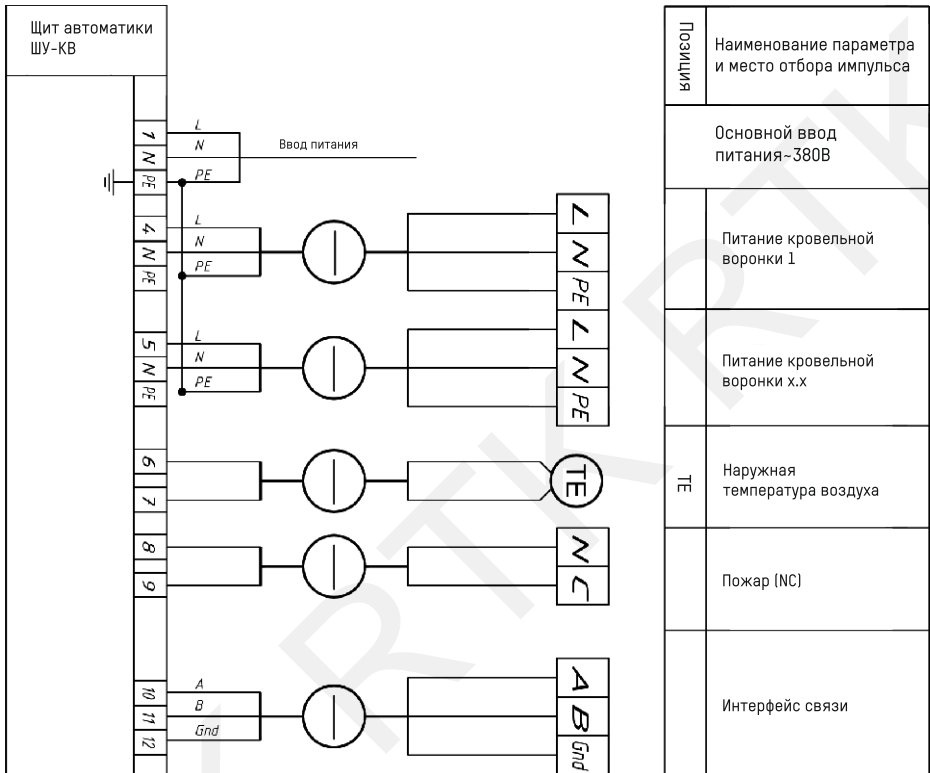 Щит автоматики
ШУ-КВ
Позиция
Наименование параметра
и место отбора импульса
1
L
N
N
Ввод питания
PE
PE
Основной ввод
питания~380В
4
L
N
N
PE
PE
L
N
PE
Питание кровельной
воронки 1
5
L
N
N
PE
PE
L
N
PE
Питание кровельной
воронки х.х
6
7
TE
TE
Наружная
температура воздуха
8
9
N
C
Пожар (NC)
10
A
11
B
12
Gnd
A
B
Gnd
Интерфейс связи
RTK RTK